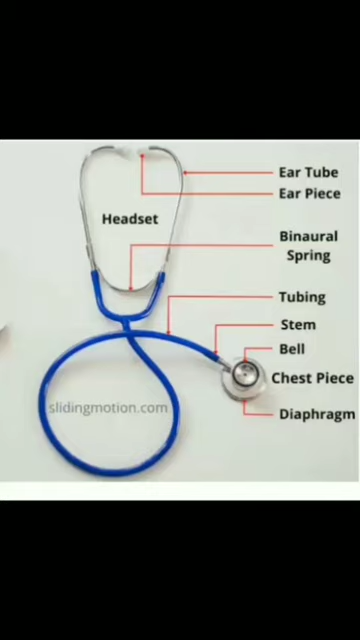 Ear Tube
Ear Piece
Headset
Binaural
Spring
Tubing
Stem
Bell
Chest Piece
slidingmotion.com
Diaphragm